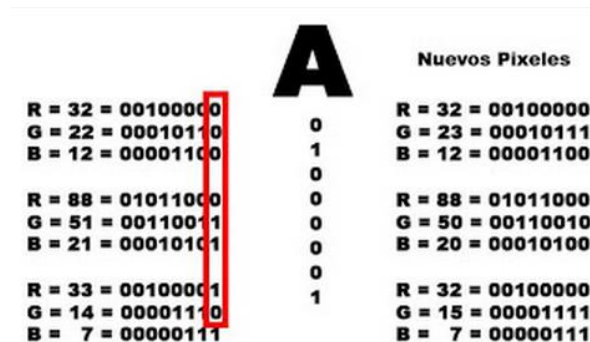 A
Nuevos Pixeles
R = 32 = 00100000
G = 22 = 00010110
B = 12 = 00001100
R = 88 = 01011000
G = 51 = 00110011
B = 21 = 00010101
R = 33 = 00100001
G = 14 = 00001110
B = 7 = 00000111
0
1
0
0
0
0
0
1
R = 32 = 00100000
G = 23 = 00010111
B = 12 = 00001100
R = 88 = 01011000
G = 50 = 00110010
B = 20 = 00010100
R = 32 = 00100000
G = 15 = 00001111
B = 7 = 00000111